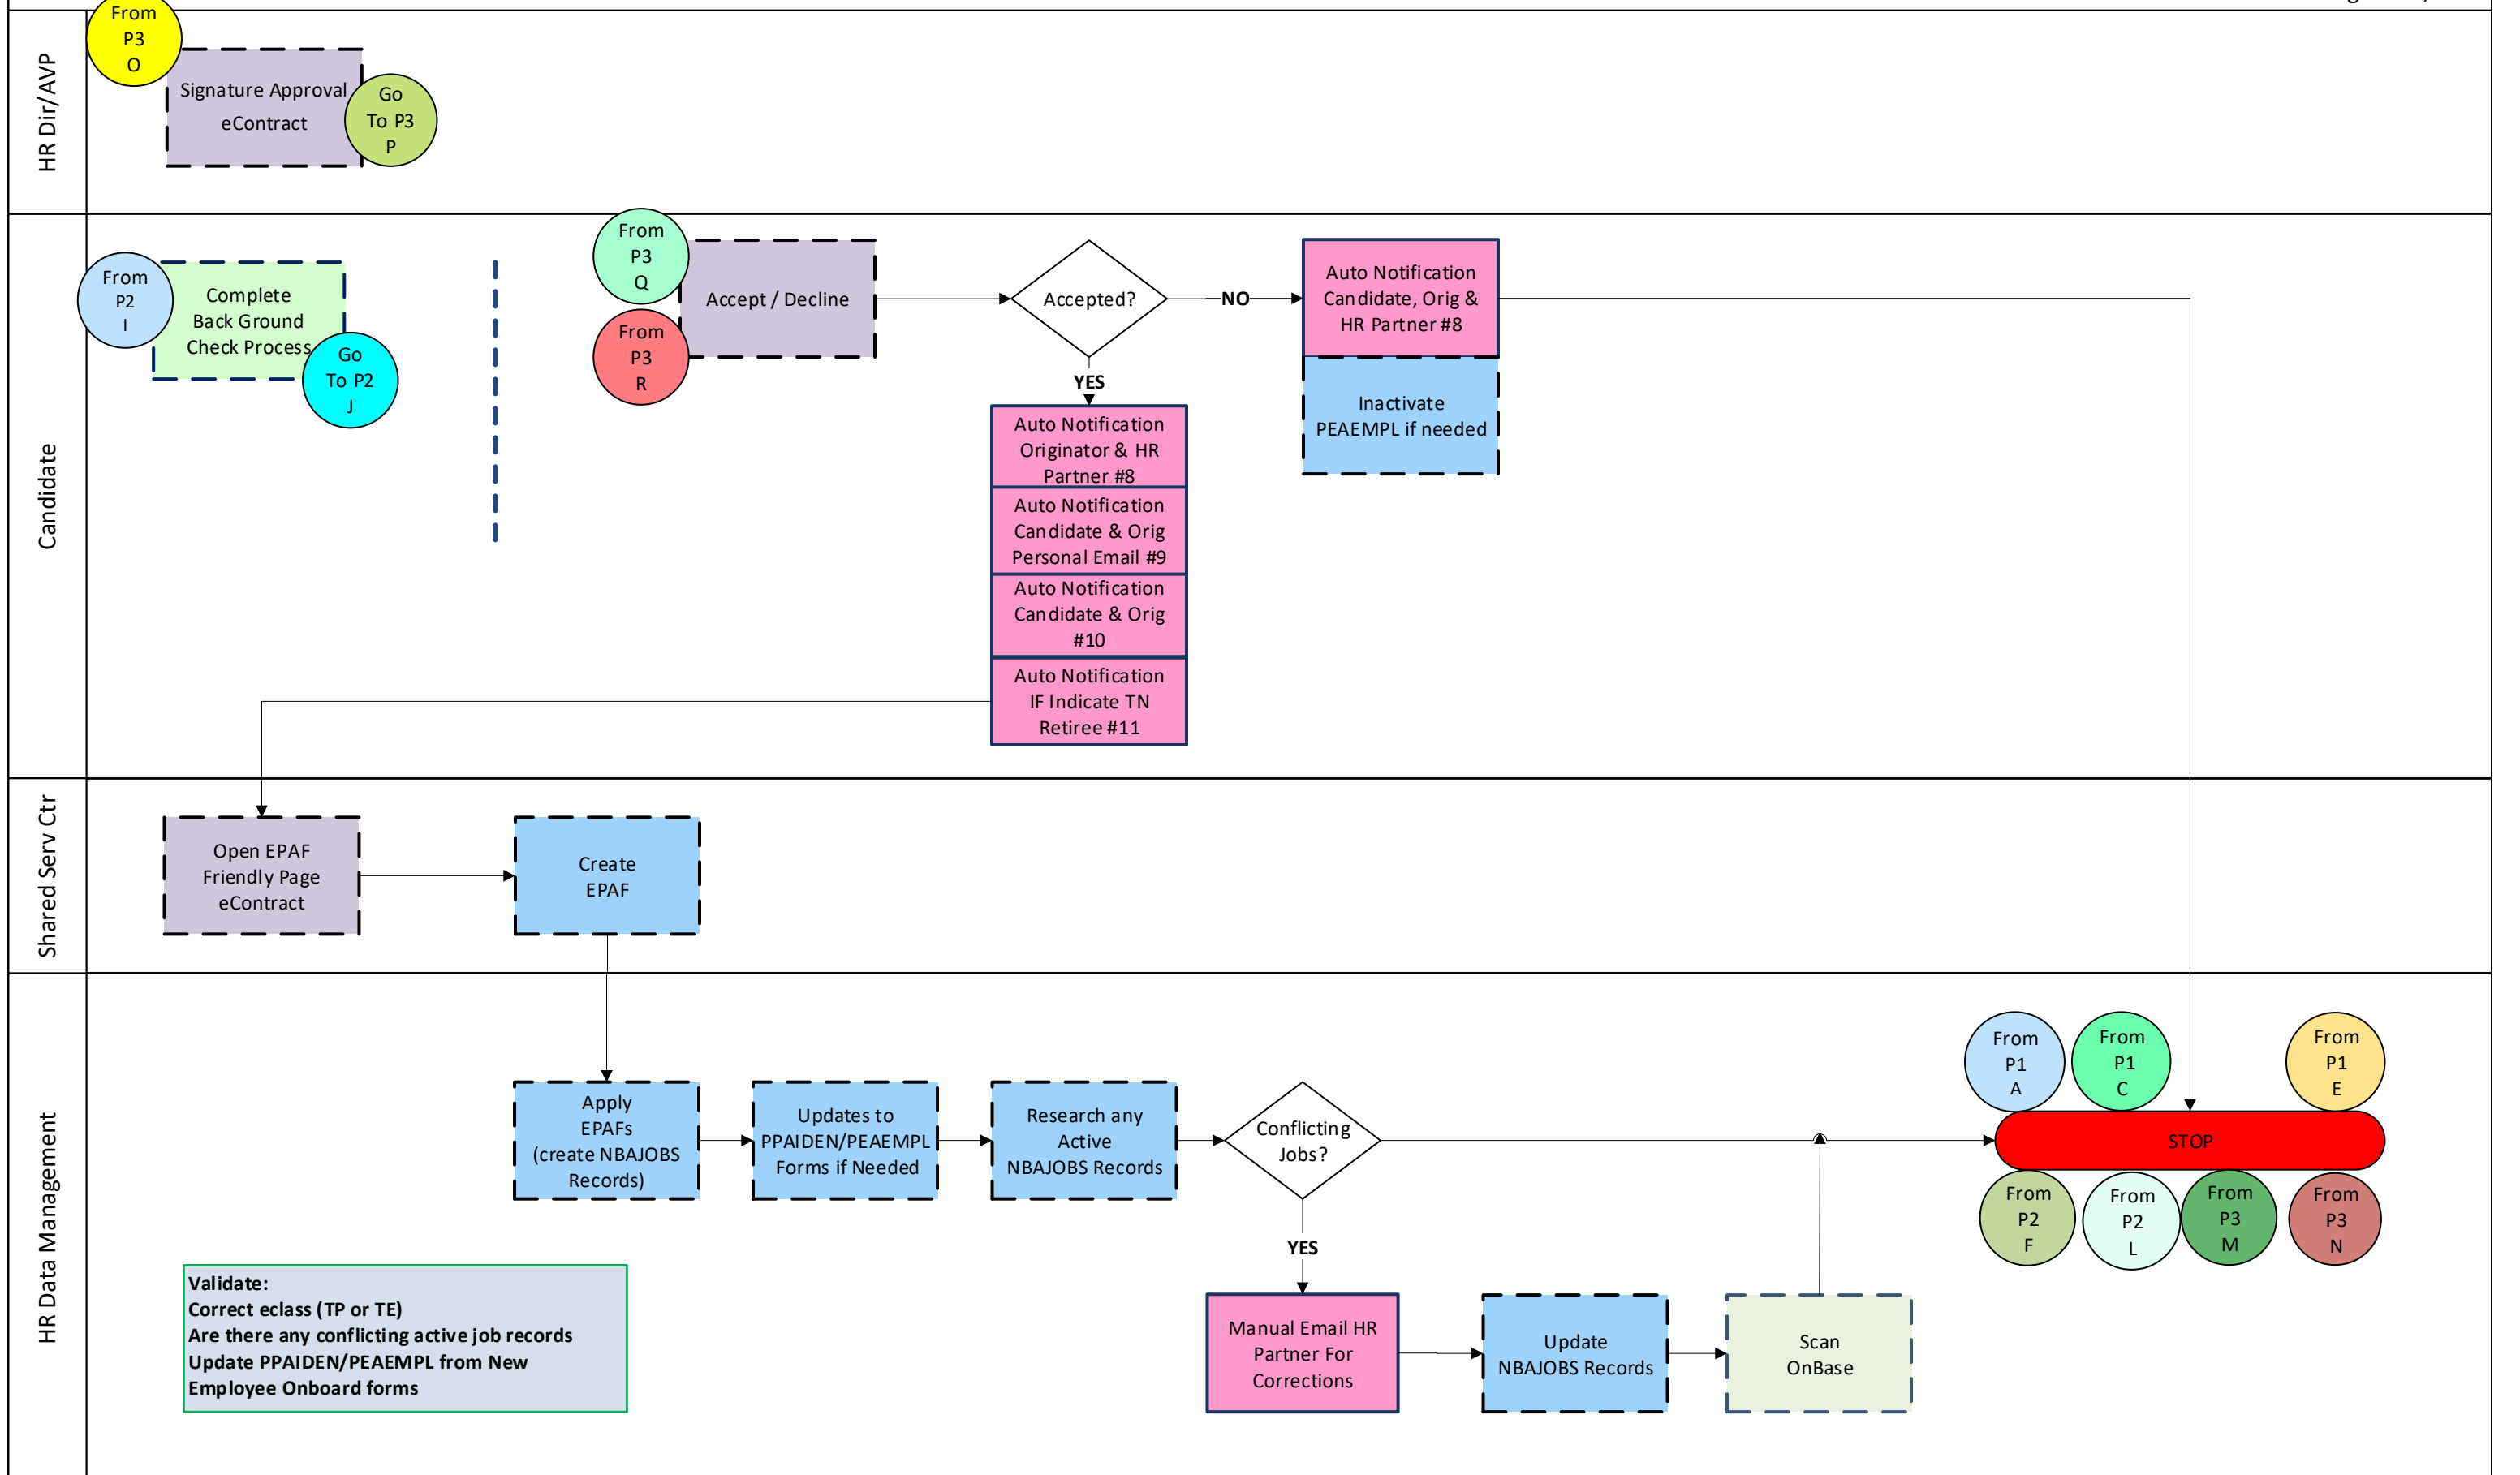 From
P3
O
HR Dir/AVP
Signature Approval
eContract
Go
To P3
P
Candidate
From
P2
I
Complete
Back Ground
Check Process
Go
To P2
J
From
P3
Q
From
P3
R
Accept / Decline
Accepted?
NO
YES
Auto Notification
Candidate, Orig &
HR Partner #8
Inactivate
PEAEMPL if needed
Auto Notification
Originator & HR
Partner #8
Auto Notification
Candidate & Orig
Personal Email #9
Auto Notification
Candidate & Orig
#10
Auto Notification
IF Indicate TN
Retiree #11
Shared Serv Ctr
Open EPAF
Friendly Page
eContract
Create
EPAF
HR Data Management
Apply
EPAFs
(create NBAJOBS
Records)
Updates to
PPAIDEN/PEAEMPL
Forms if Needed
Research any
Active
NBAJOBS Records
Conflicting
Jobs?
YES
From
P1
A
From
P1
C
From
P1
E
STOP
From
P2
F
From
P2
L
From
P3
M
From
P3
N
Validate:
Correct eclass (TP or TE)
Are there any conflicting active job records
Update PPAIDEN/PEAEMPL from New
Employee Onboard forms
Manual Email HR
Partner For
Corrections
Update
NBAJOBS Records
Scan
OnBase